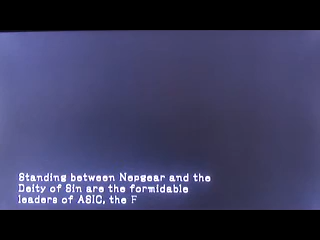 Standing between Nepgear and the
Deity of Sin are the formidable
leaders of ASIC, the F